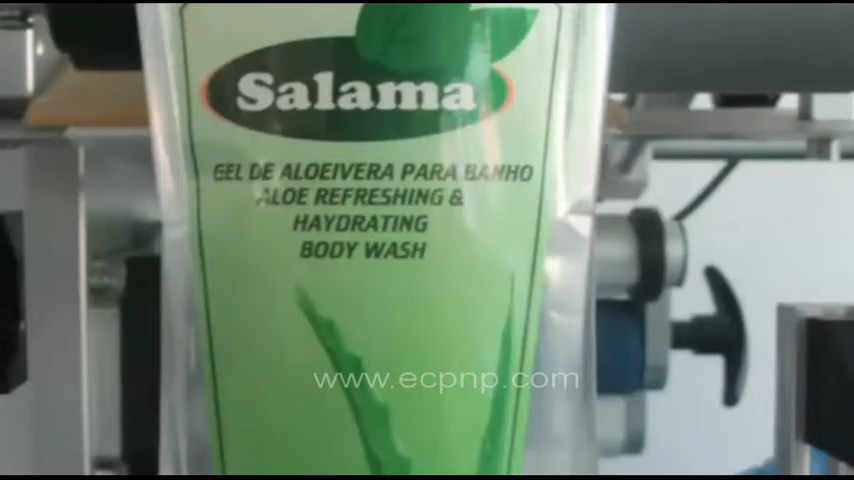 Salama
GEL DE ALOEIVERA PARA BANHO
ALOE REFRESHING &
HAYDRATING
BODY WASH
www.ecpnp.com